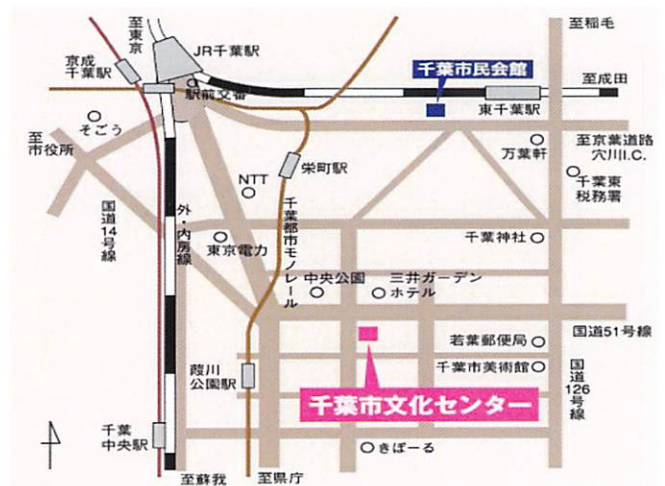 至東京
JR千葉駅
至稲毛
京成
千葉駅
千葉市民会館
至成田
駅前交番
東千葉駅
そごう
至
市役所
万葉軒
至京葉道路
穴川I.C.
栄町駅
千葉東
税務署
NTT
国道14号線
外・内房線
千葉都市モノレール
東京電力
千葉神社
中央公園
三井ガーデン
ホテル
国道51号線
若葉郵便局
葭川
公園駅
千葉市美術館
国道126号線
千葉市文化センター
千葉
中央駅
きぼーる
至蘇我
至県庁